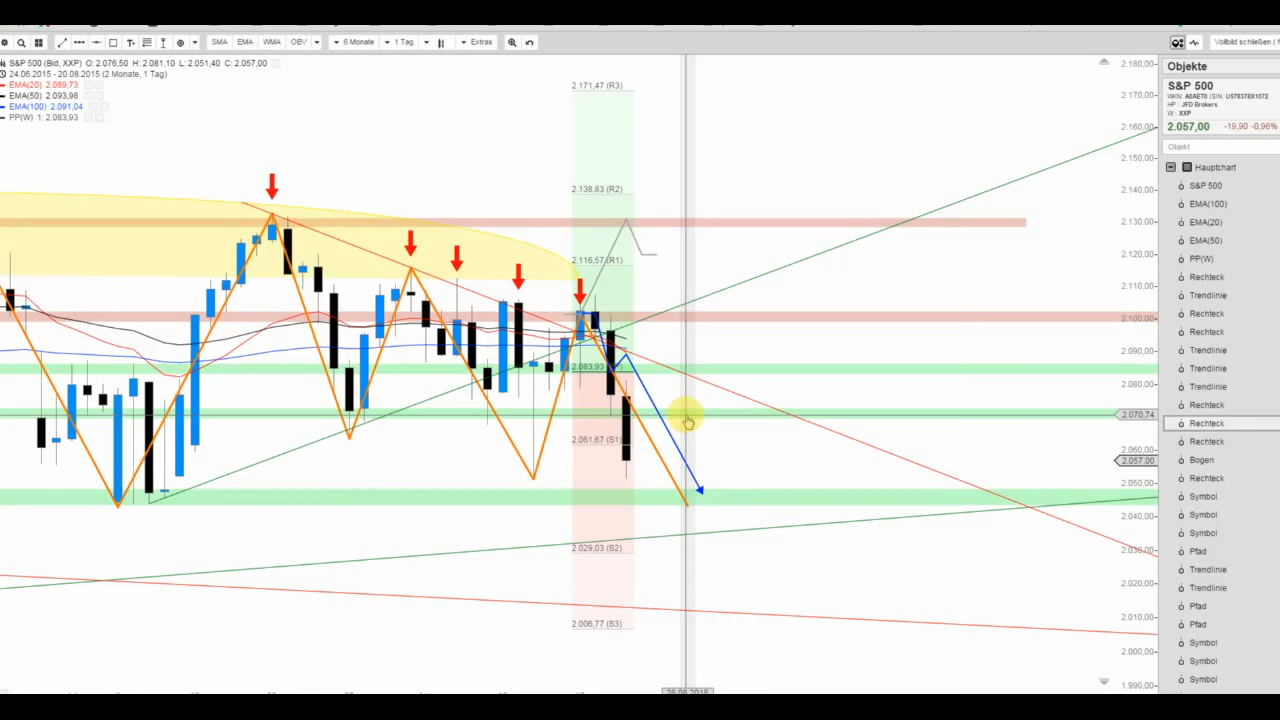 SMA EMA WMA OBV 6 Monate 1 Tag Extras
Vollbild schließen
S&P 500 (Bid, XXP) O: 2.076,50 H: 2.081,10 L: 2.051,40 C: 2.057,00
24.06.2015 - 20.08.2015 (2 Monate, 1 Tag)
EMA(20) 2.089,73
EMA(50) 2.093,98
EMA(100) 2.091,04
PP(W) 1: 2.083,93
2.171,47 (R3)
2.138,83 (R2)
2.116,57 (R1)
2.083,93
2.061,67 (S1)
2.029,03 (S2)
2.006,77 (S3)
2.180,00
2.170,00
2.160,00
2.150,00
2.140,00
2.130,00
2.120,00
2.110,00
2.100,00
2.090,00
2.080,00
2.070,74
2.060,00
2.057,00
2.050,00
2.040,00
2.030,00
2.020,00
2.010,00
2.000,00
1.990,00
Objekte
S&P 500
WKN: A0AET0 ISIN: US78378X1072
HP: JFD Brokers
W: XXP
2.057,00 -19,90 -0,96%
Objekt
Hauptchart
S&P 500
EMA(100)
EMA(20)
EMA(50)
PP(W)
Rechteck
Trendlinie
Rechteck
Rechteck
Trendlinie
Trendlinie
Trendlinie
Rechteck
Rechteck
Rechteck
Bogen
Rechteck
Symbol
Symbol
Symbol
Pfad
Trendlinie
Trendlinie
Pfad
Pfad
Symbol
Symbol
Symbol